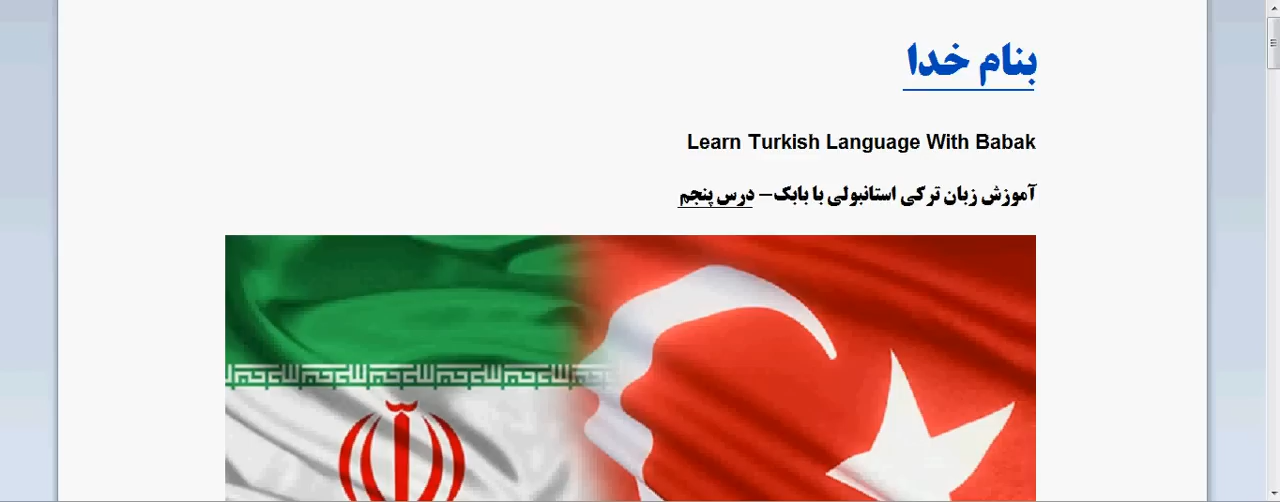 بنام خدا
Learn Turkish Language With Babak
آموزش زبان ترکی استانبولی با بابک– درس پنجم